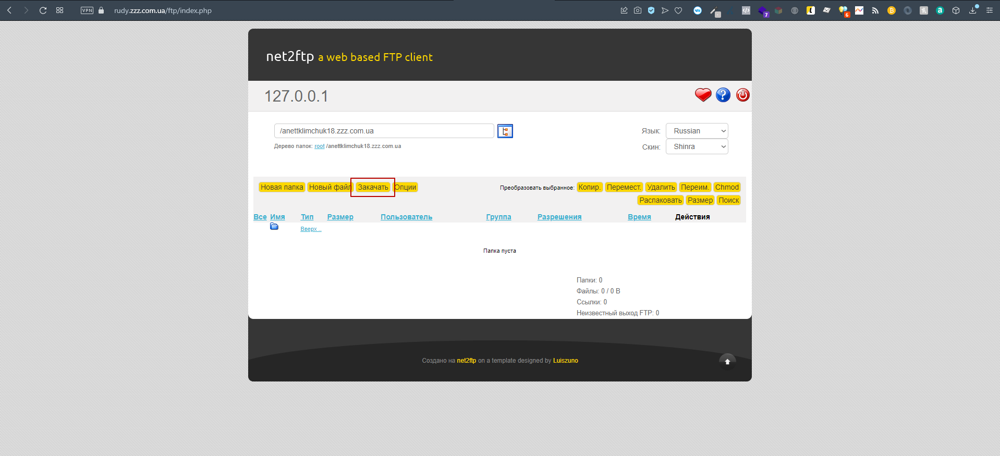 VPN rudy.zzz.com.ua/ftp/index.php
7 6
net2ftp a web based FTP client
127.0.0.1
/anettklimchuk18.zzz.com.ua
Язык: Russian
Дерево папок: root /anettklimchuk18.zzz.com.ua
Скин: Shinra
Новая папка Новый файл Закачать Опции Преобразовать выбранное: Копир. Перемест. Удалить Переим. Chmod
Распаковать Размер Поиск
Все Имя Тип Размер Пользователь Группа Разрешения Время Действия
Вверх ..
Папка пуста
Папки: 0
Файлы: 0 / 0 B
Ссылки: 0
Неизвестный выход FTP: 0
Создано на net2ftp on a template designed by Luiszuno